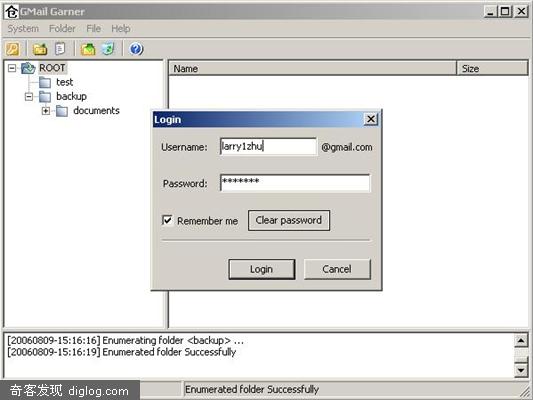 仓 GMail Garner
System Folder File Help
ROOT
test
backup
documents
Name Size
Login
Username: larry1zhu @gmail.com
Password: *******
Remember me Clear password
Login Cancel
[20060809-15:16:16] Enumerating folder <backup> ...
[20060809-15:16:19] Enumerated folder Successfully
奇客发现 diglog.com Enumerated folder Successfully